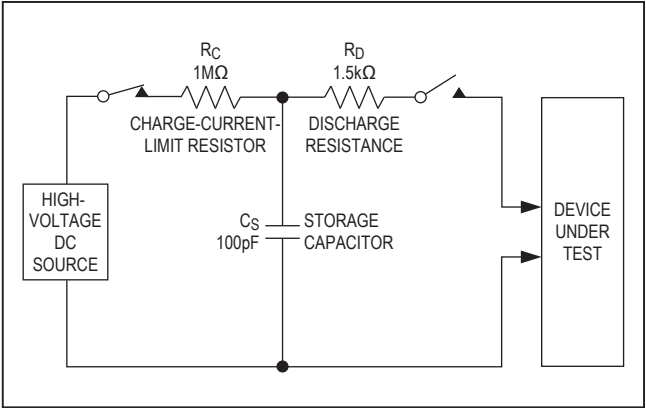 RC
1MΩ
CHARGE-CURRENT-
LIMIT RESISTOR
RD
1.5kΩ
DISCHARGE
RESISTANCE
HIGH-
VOLTAGE
DC
SOURCE
CS
100pF
STORAGE
CAPACITOR
DEVICE
UNDER
TEST